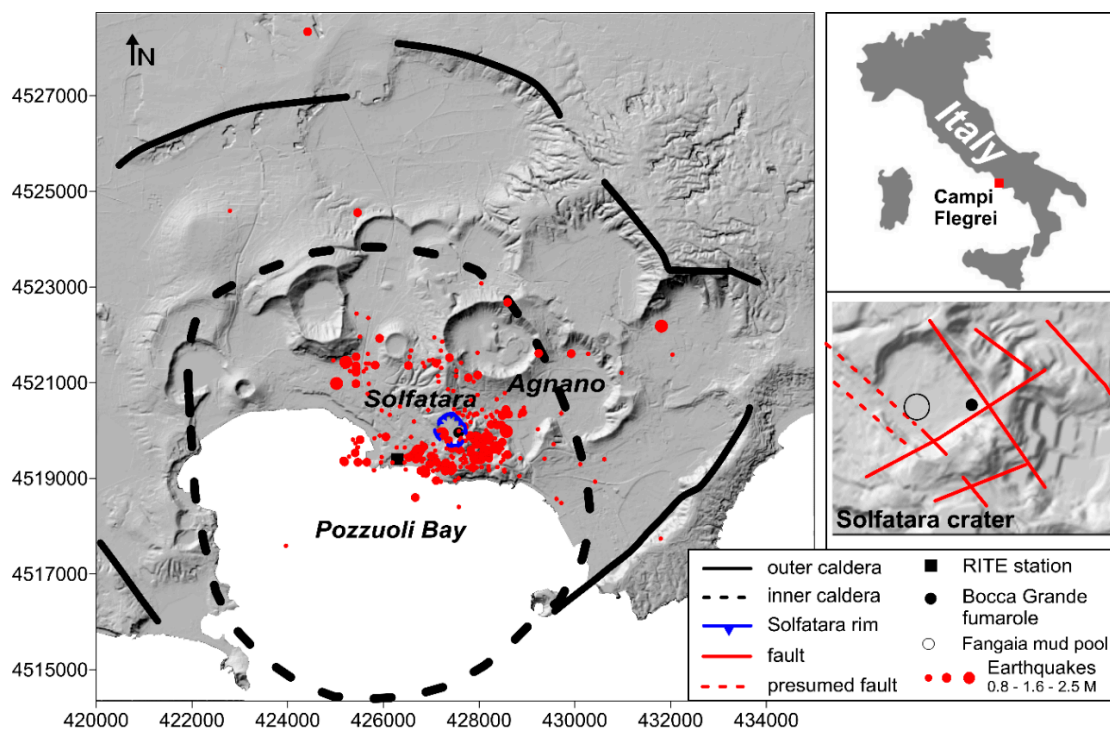 N
4527000
4525000
4523000
4521000
4519000
4517000
4515000
420000 422000 424000 426000 428000 430000 432000 434000
Solfatara
Agnano
Pozzuoli Bay
Italy
Campi
Flegrei
Solfatara crater
outer caldera
inner caldera
Solfatara rim
fault
presumed fault
RITE station
Bocca Grande
fumarole
Fangaia mud pool
Earthquakes
0.8 - 1.6 - 2.5 M